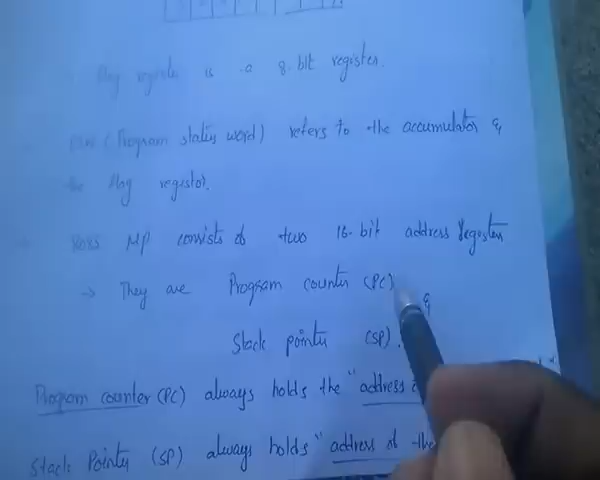 Flag register is a 8-bit register.
PSW (Program status word) refers to the accumulator &
the flag register.
8085 MP consists of two 16-bit address registers
→ They are Program counter (PC) &
Stack pointer (SP).
Program counter (PC) always holds the "address
Stack Pointer (SP) always holds "address of the